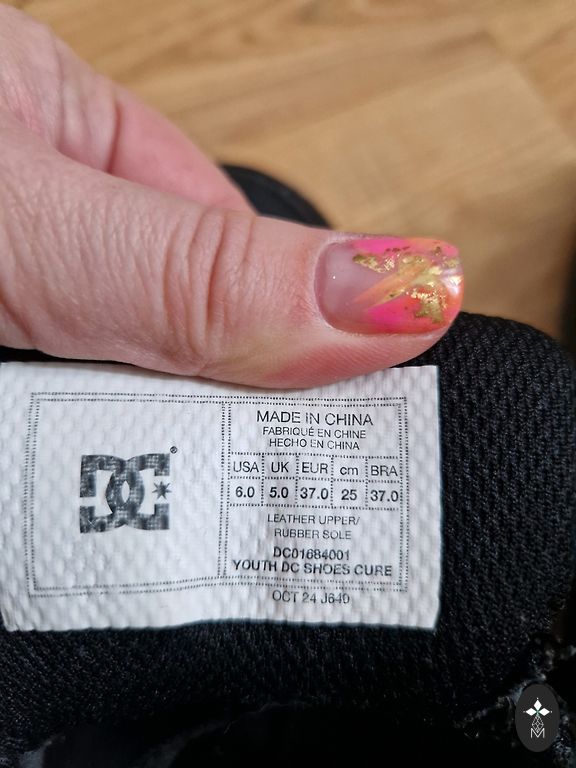 DC®
MADE IN CHINA
FABRIQUÉ EN CHINE
HECHO EN CHINA
USA UK EUR cm BRA
6.0 5.0 37.0 25 37.0
LEATHER UPPER/
RUBBER SOLE
DC01684001
YOUTH DC SHOES CURE
OCT 24 J640
M